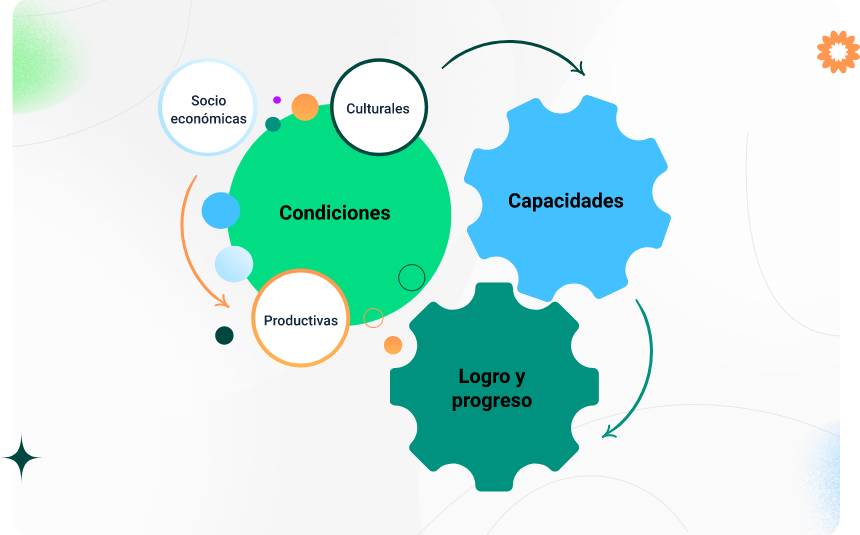 Socio
económicas
Culturales
Condiciones
Capacidades
Productivas
Logro y
progreso